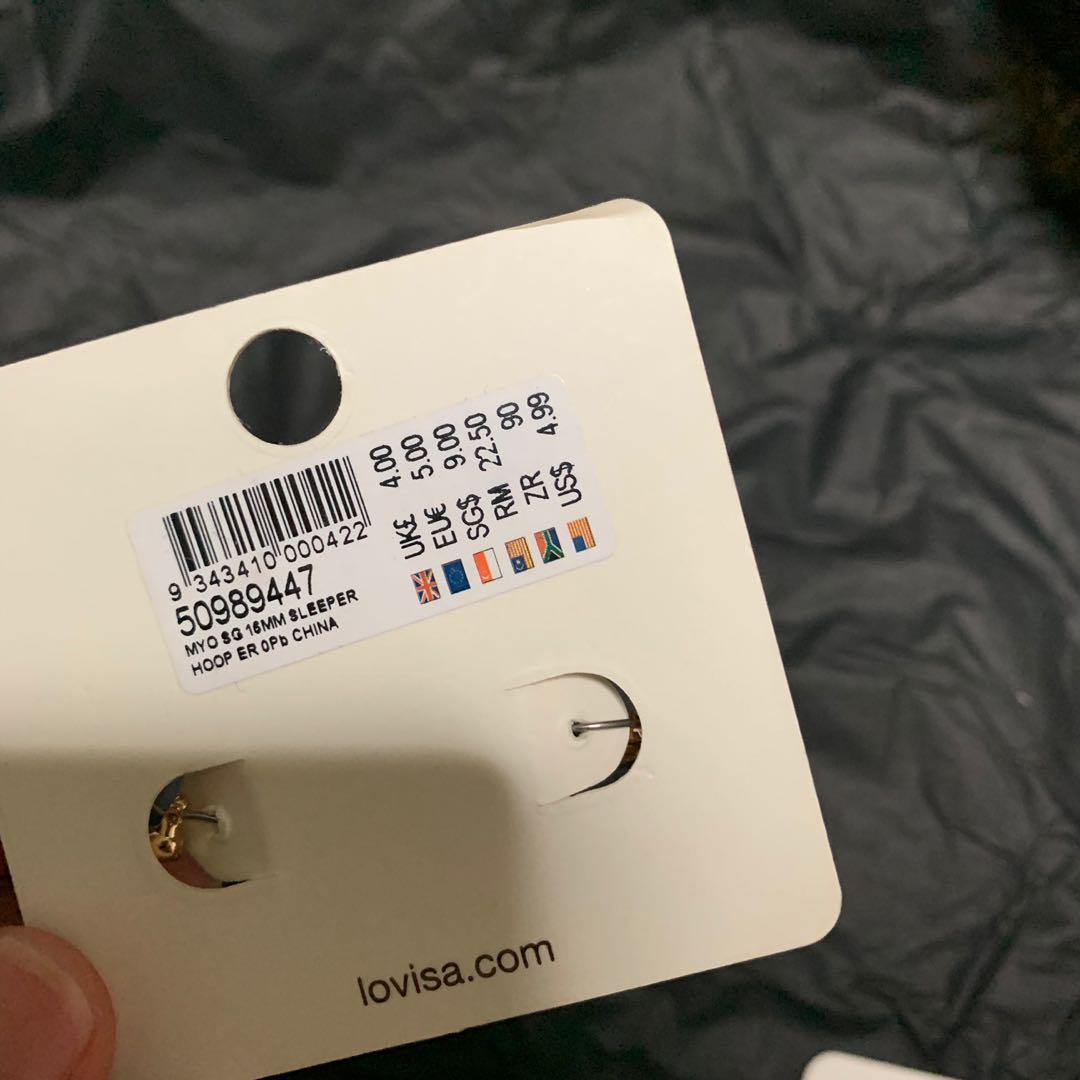 9 343410 000422
50989447
MYO SG 16MM SLEEPER
HOOP ER 0Pb CHINA
UK£ 4.00
EU€ 5.00
SG$ 9.00
RM 22.50
ZR 90
US$ 4.99
lovisa.com